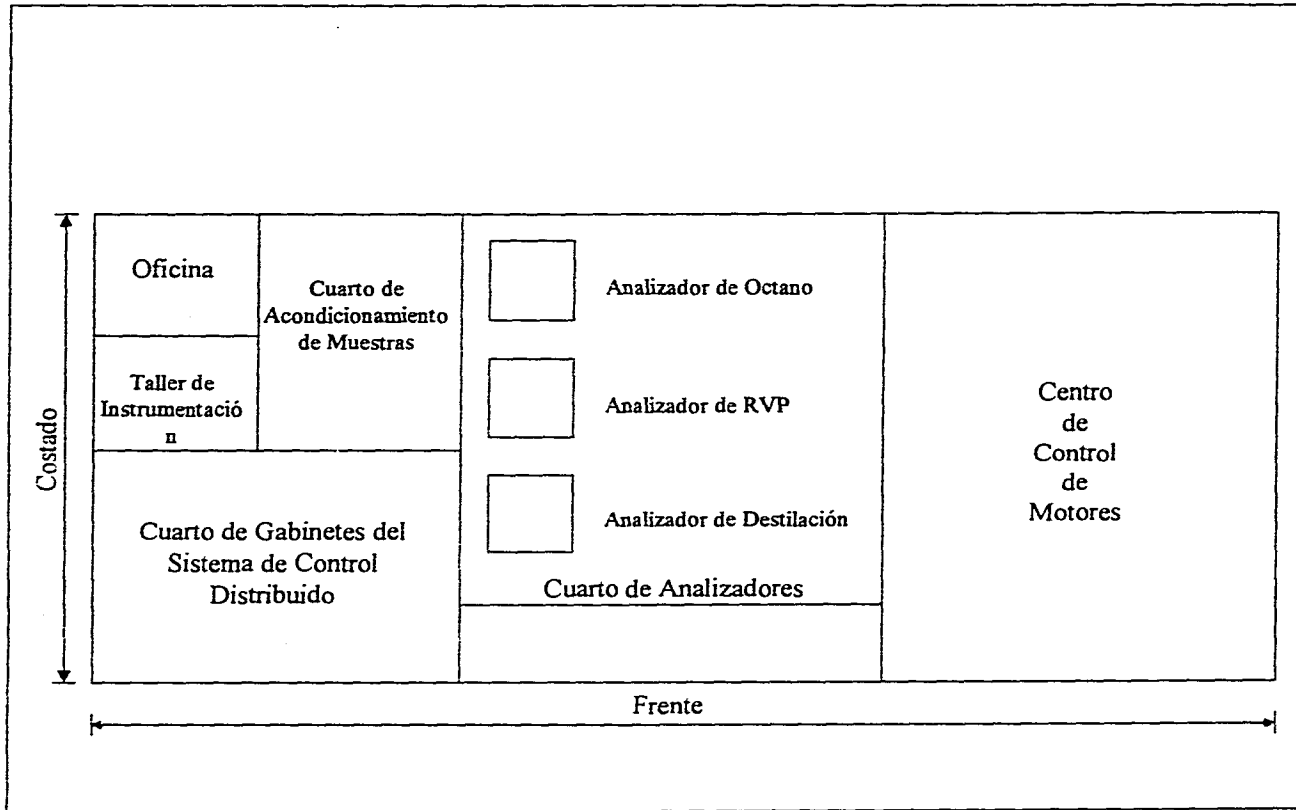 Oficina
Cuarto de
Acondicionamiento
de Muestras
Taller de
Instrumentació
n
Cuarto de Gabinetes del
Sistema de Control
Distribuido
Analizador de Octano
Analizador de RVP
Analizador de Destilación
Cuarto de Analizadores
Centro
de
Control
de
Motores
Costado
Frente